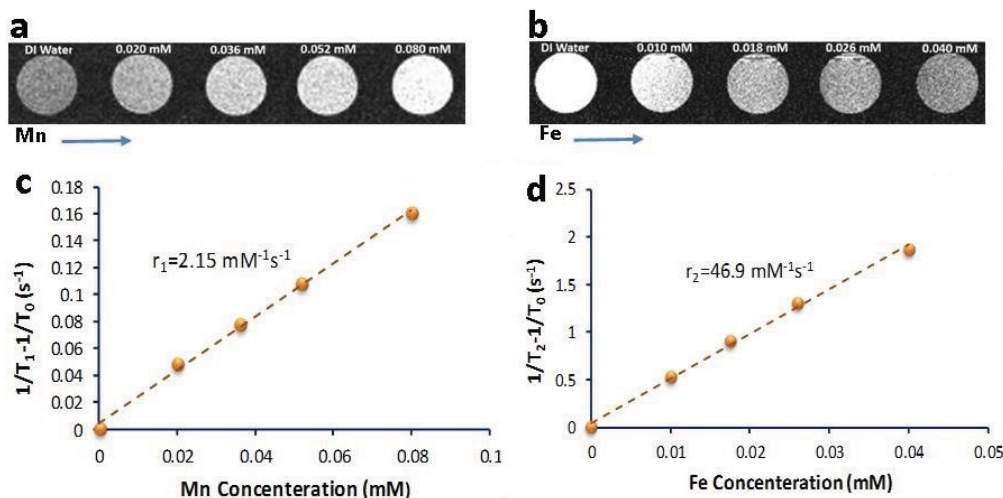 a
DI Water 0.020 mM 0.036 mM 0.052 mM 0.080 mM
Mn
b
DI Water 0.010 mM 0.018 mM 0.026 mM 0.040 mM
Fe
c
1/T₁-1/T₀ (s⁻¹)
0.18
0.16
0.14
0.12
0.10
0.08
0.06
0.04
0.02
0
r₁=2.15 mM⁻¹s⁻¹
0 0.02 0.04 0.06 0.08 0.1
Mn Concenteration (mM)
d
1/T₂-1/T₀ (s⁻¹)
2.5
2
1.5
1
0.5
0
r₂=46.9 mM⁻¹s⁻¹
0 0.01 0.02 0.03 0.04 0.05
Fe Concenteration (mM)